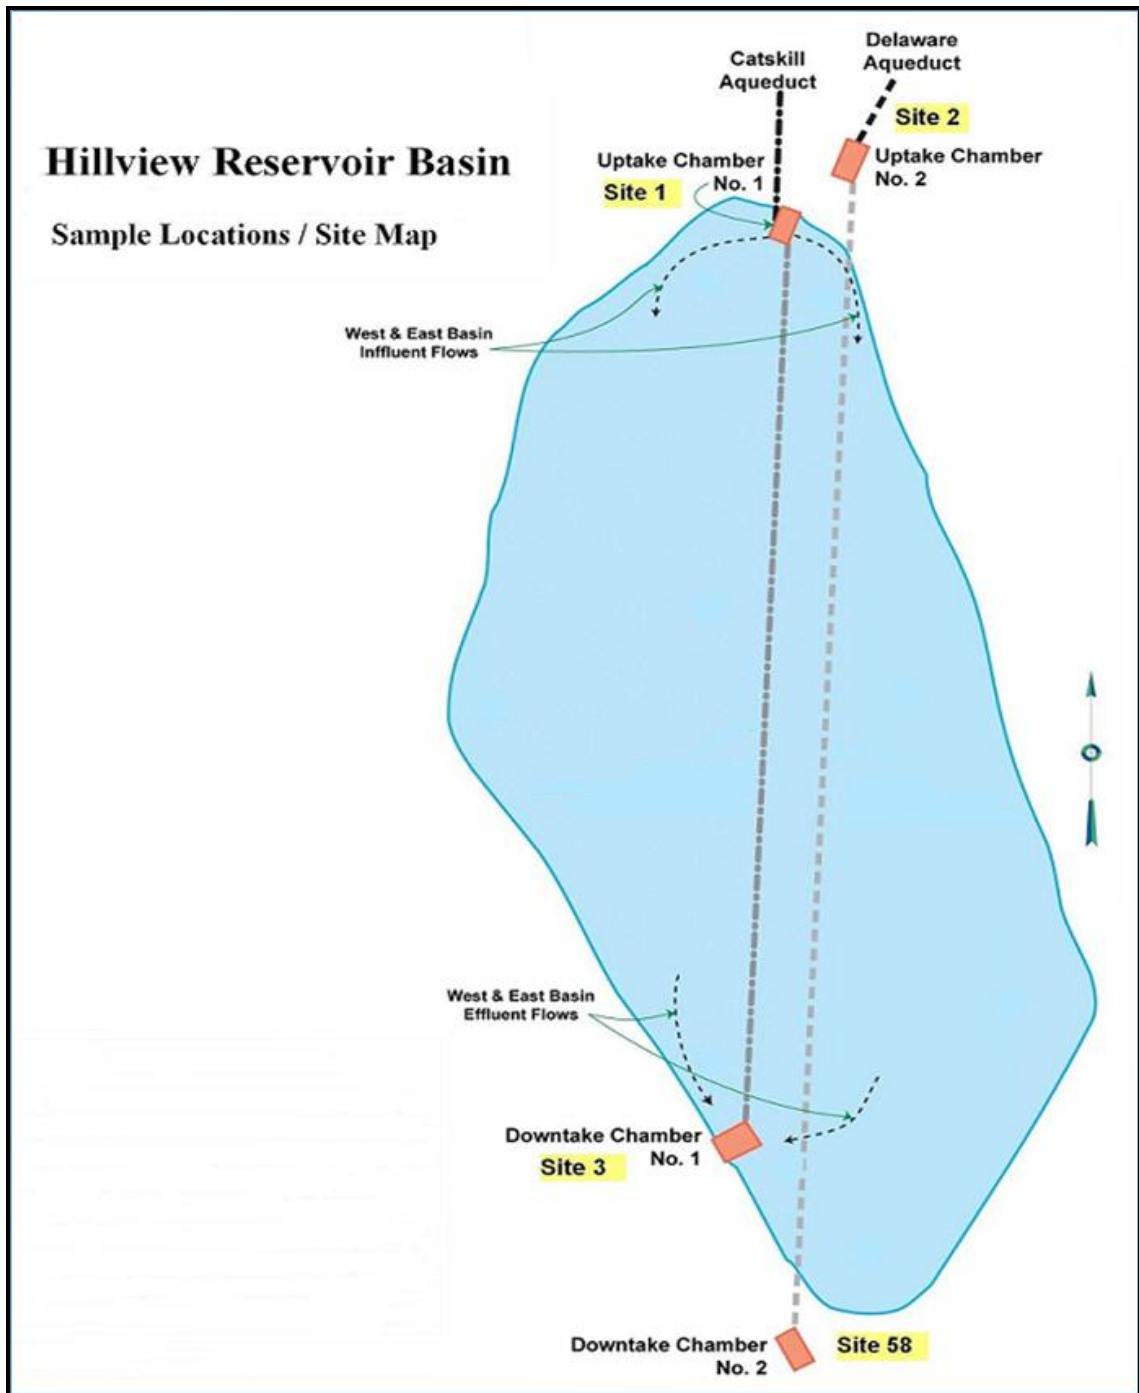 Catskill
Aqueduct
Delaware
Aqueduct
Site 2
Hillview Reservoir Basin
Sample Locations / Site Map
Uptake Chamber
No. 1
Site 1
Uptake Chamber
No. 2
West & East Basin
Inffluent Flows
West & East Basin
Effluent Flows
Downtake Chamber
No. 1
Site 3
Downtake Chamber
No. 2
Site 58